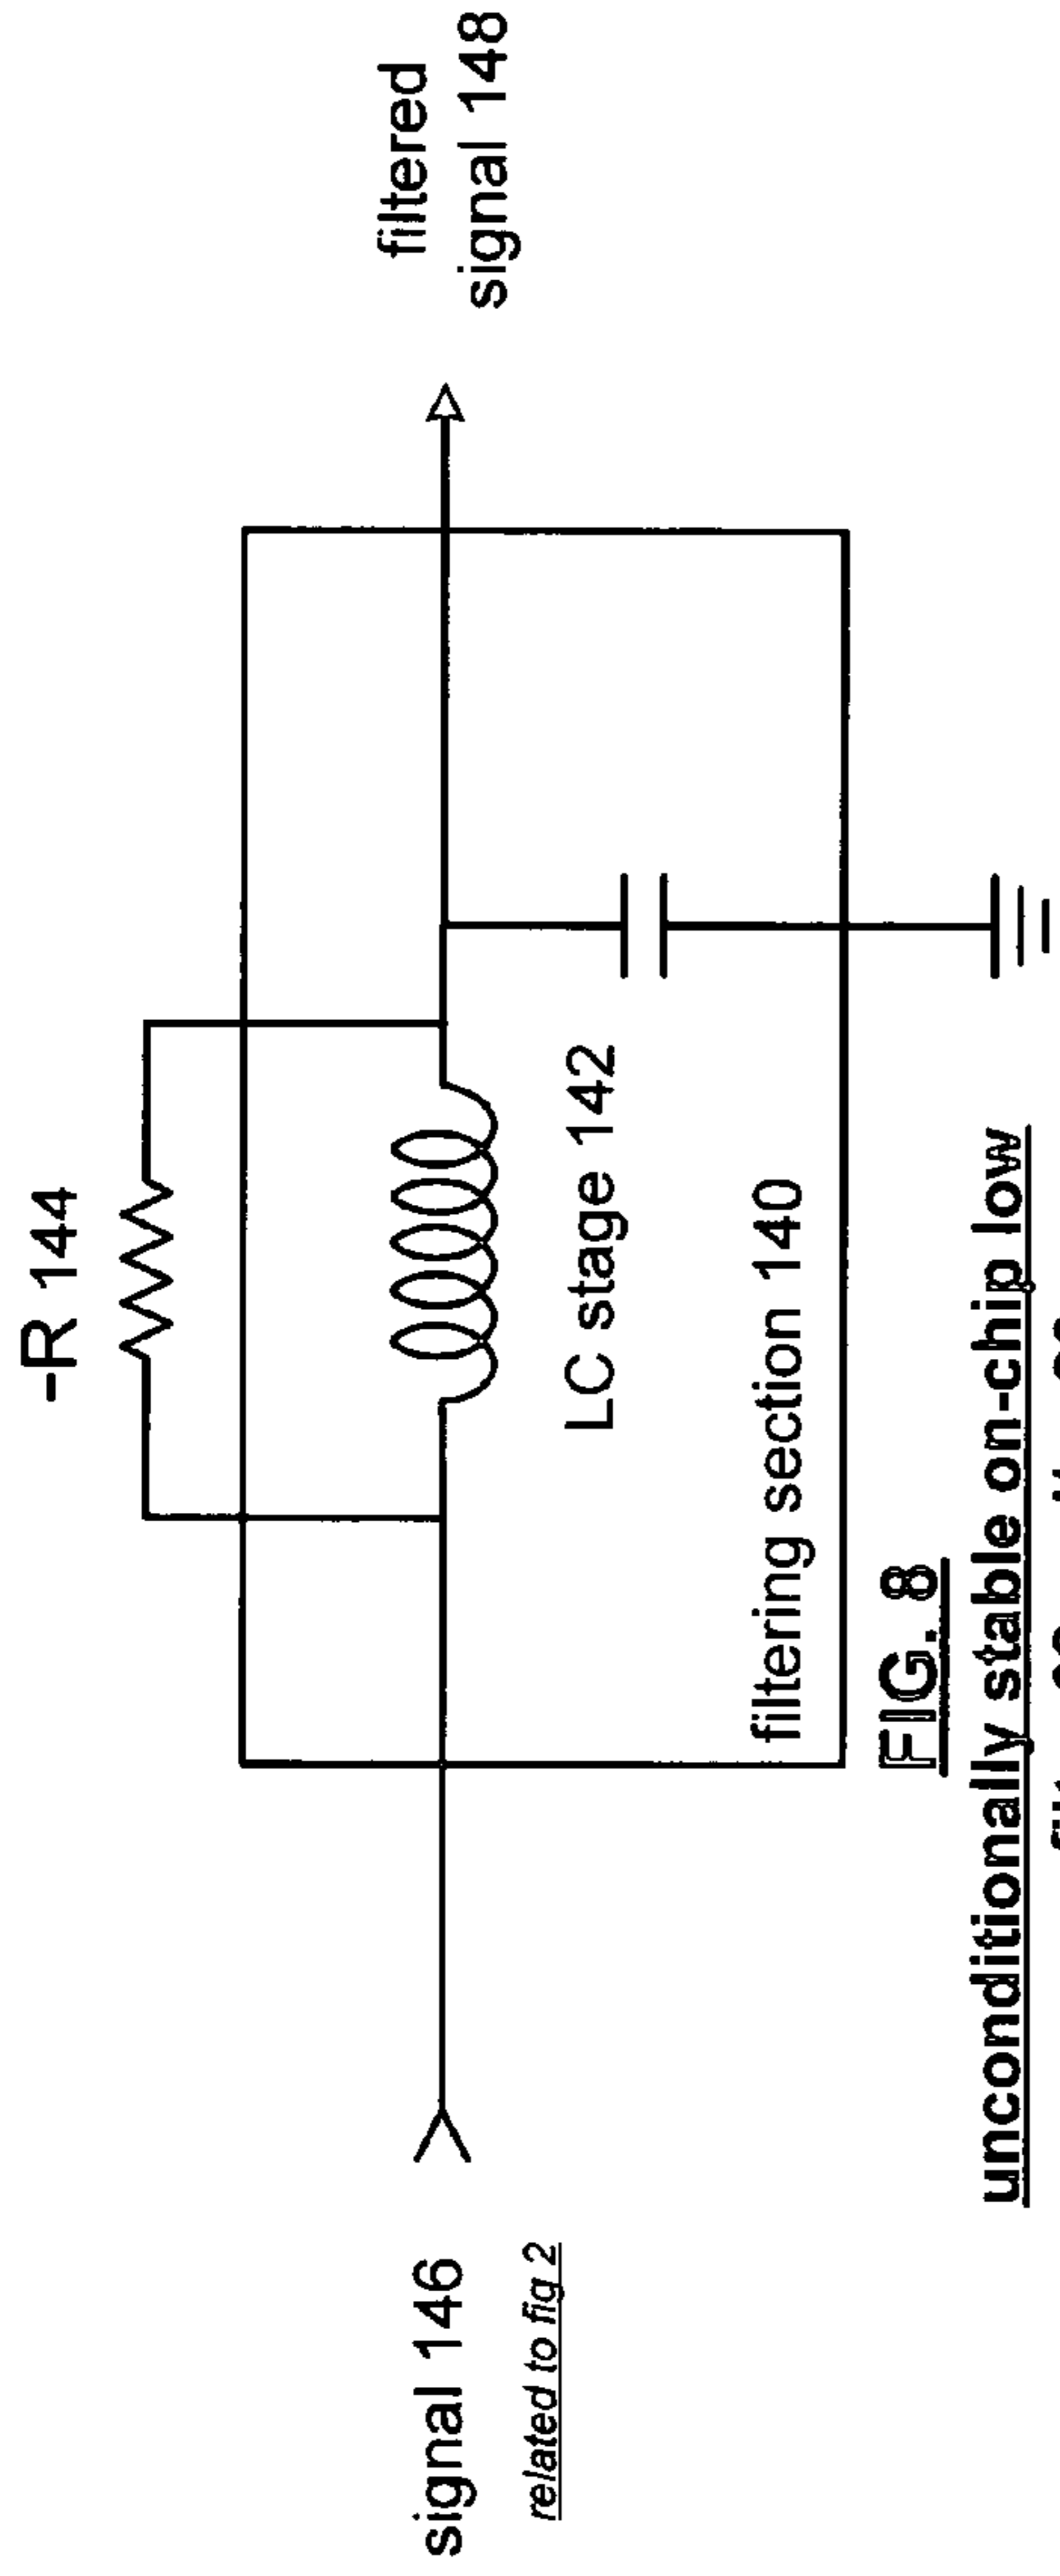 -R 144
filtered
signal 148
signal 146
related to fig 2
LC stage 142
filtering section 140
FIG. 8
unconditionally stable on-chip low